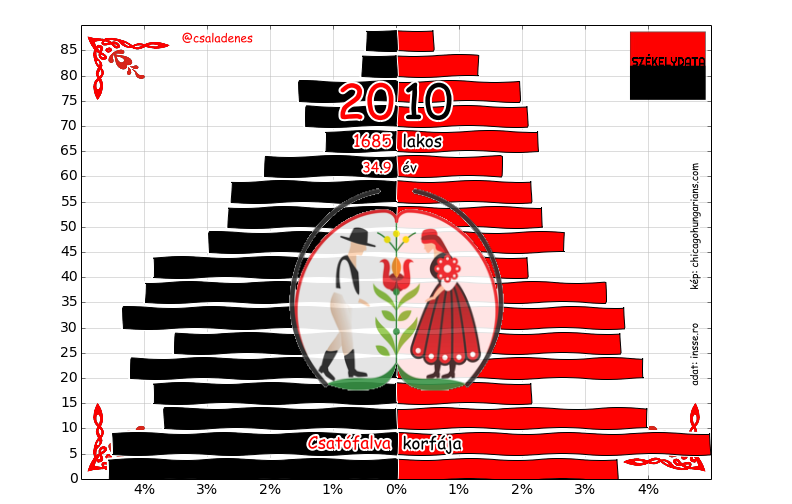 @csaladenes
SZÉKELYDATA
2010
1685 lakos
34.9 év
Csatófalva korfája
kép: chicagohungarians.com
adat: insse.ro
85
80
75
70
65
60
55
50
45
40
35
30
25
20
15
10
5
0
4% 3% 2% 1% 0% 1% 2% 3% 4%